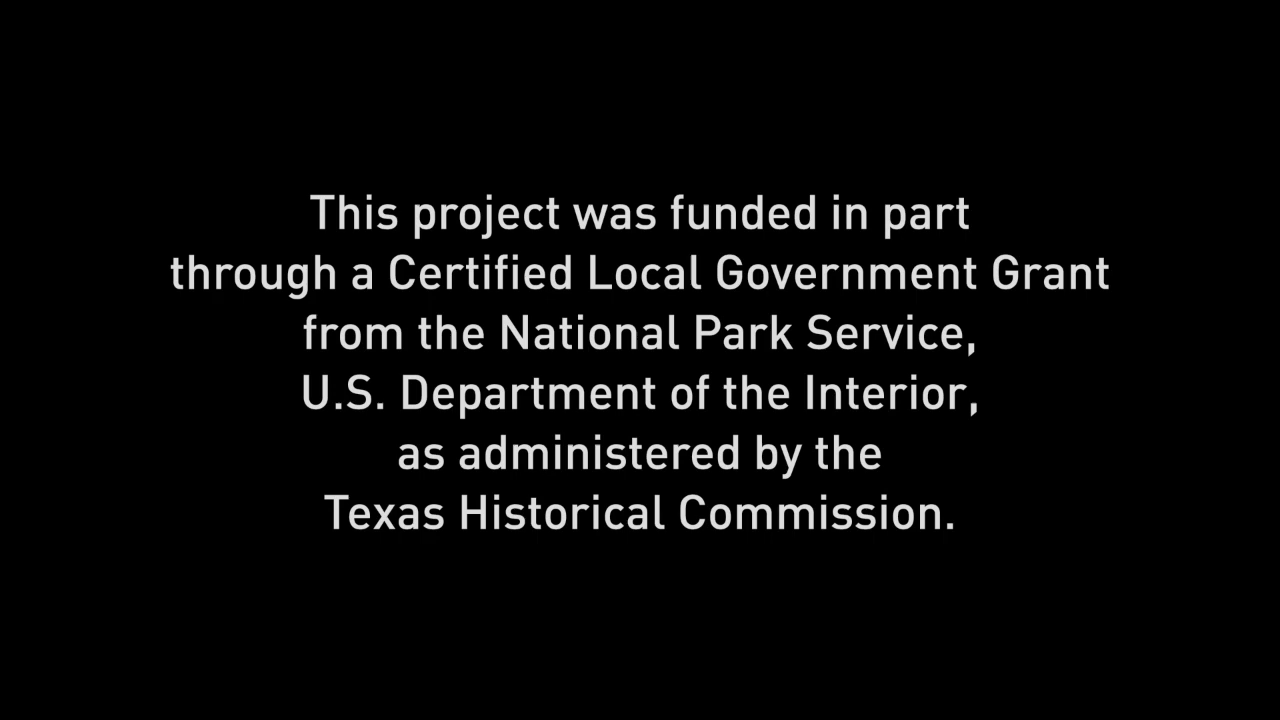 This project was funded in part
through a Certified Local Government Grant
from the National Park Service,
U.S. Department of the Interior,
as administered by the
Texas Historical Commission.